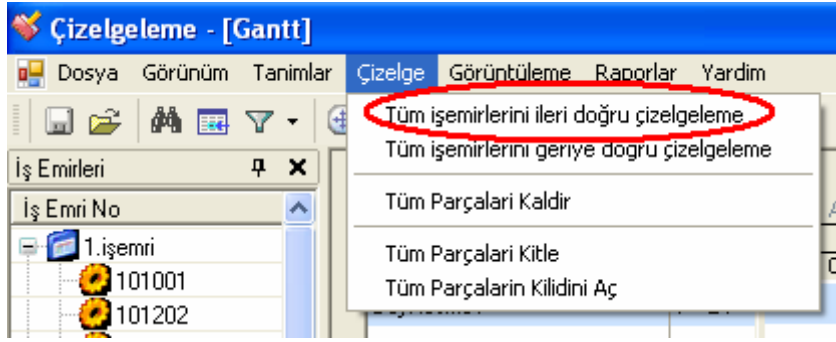 Çizelgeleme - [Gantt]
Dosya Görünüm Tanimlar Çizelge Görüntüleme Raporlar Yardim
Tüm işemirlerini ileri doğru çizelgeleme
Tüm işemirlerini geriye doğru çizelgeleme
Tüm Parçalari Kaldir
Tüm Parçalari Kitle
Tüm Parçalarin Kilidini Aç
İş Emirleri
İş Emri No
1.işemri
101001
101202